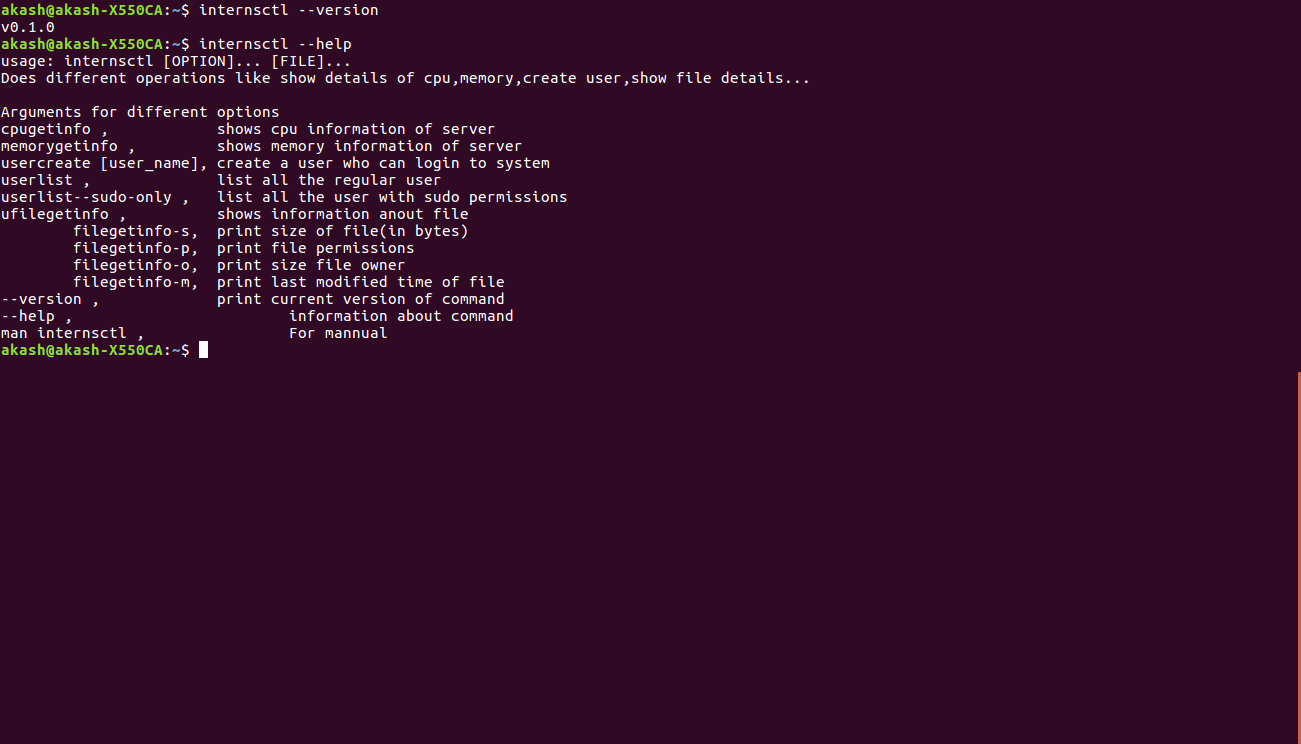 akash@akash-X550CA:~$ internsctl --version
v0.1.0
akash@akash-X550CA:~$ internsctl --help
usage: internsctl [OPTION]... [FILE]...
Does different operations like show details of cpu,memory,create user,show file details...

Arguments for different options
cpugetinfo ,            shows cpu information of server
memorygetinfo ,         shows memory information of server
usercreate [user_name], create a user who can login to system
userlist ,              list all the regular user
userlist--sudo-only ,   list all the user with sudo permissions
ufilegetinfo ,          shows information anout file
        filegetinfo-s,  print size of file(in bytes)
        filegetinfo-p,  print file permissions
        filegetinfo-o,  print size file owner
        filegetinfo-m,  print last modified time of file
--version ,             print current version of command
--help ,                        information about command
man internsctl ,                For mannual
akash@akash-X550CA:~$